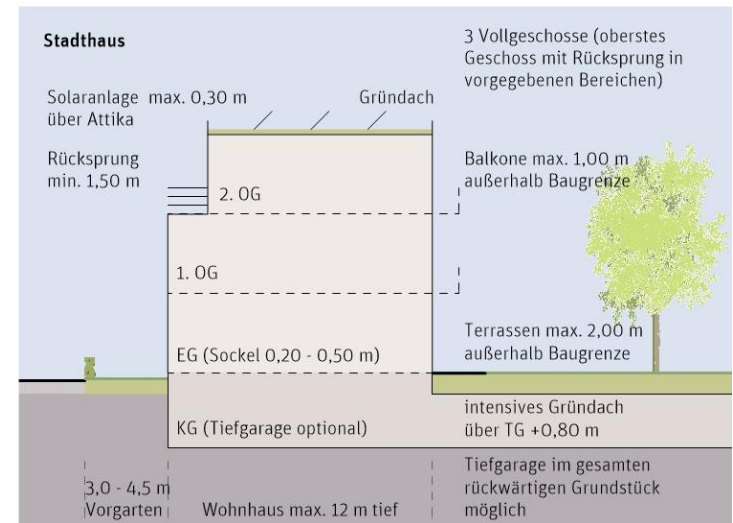 Stadthaus
3 Vollgeschosse (oberstes
Geschoss mit Rücksprung in
vorgegebenen Bereichen)
Solaranlage max. 0,30 m
über Attika
Gründach
Rücksprung
min. 1,50 m
Balkone max. 1,00 m
außerhalb Baugrenze
2. OG
1. OG
EG (Sockel 0,20 - 0,50 m)
Terrassen max. 2,00 m
außerhalb Baugrenze
KG (Tiefgarage optional)
intensives Gründach
über TG +0,80 m
3,0 - 4,5 m
Vorgarten
Wohnhaus max. 12 m tief
Tiefgarage im gesamten
rückwärtigen Grundstück
möglich